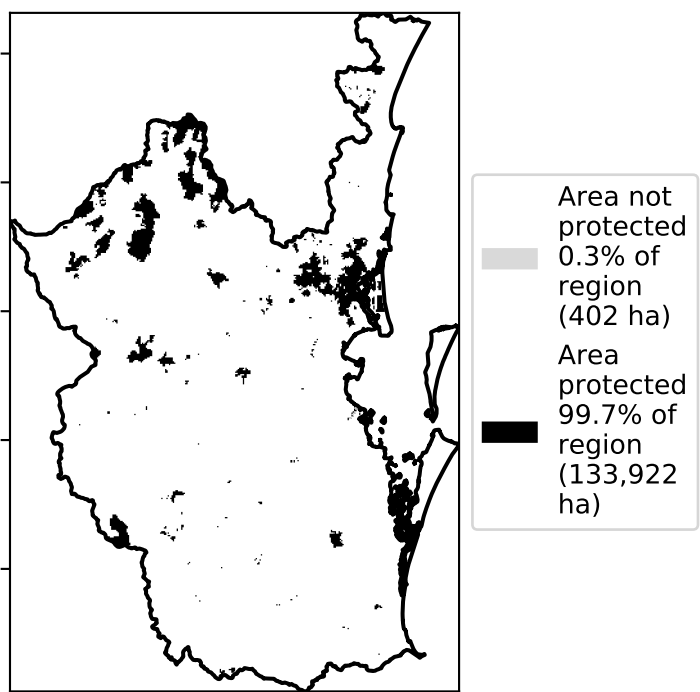 Area not
protected
0.3% of
region
(402 ha)
Area
protected
99.7% of
region
(133,922
ha)